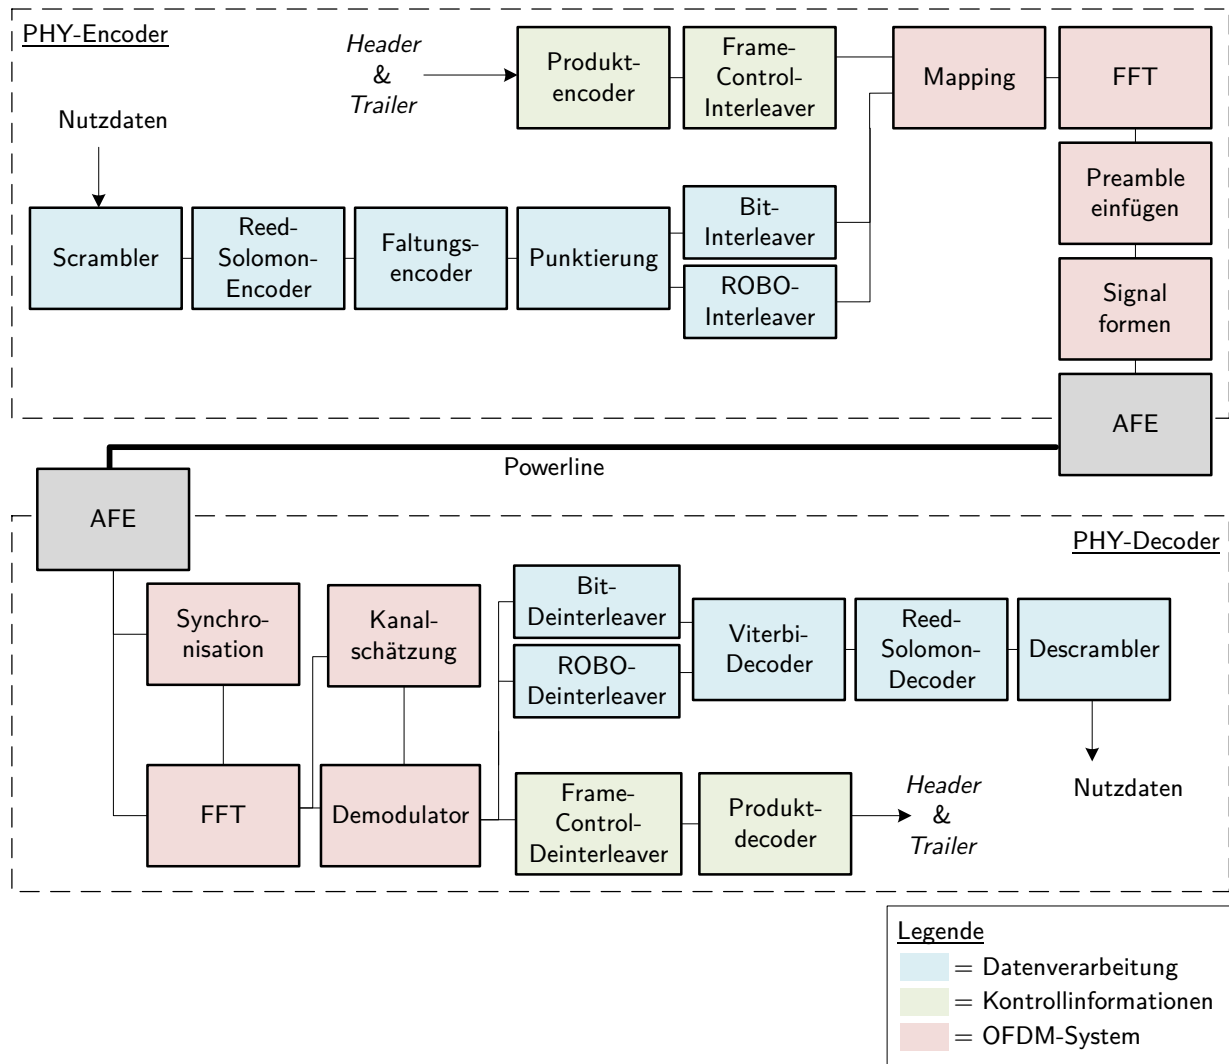 PHY-Encoder
Header
&
Trailer
Produkt-
encoder
Frame-
Control-
Interleaver
Mapping
FFT
Nutzdaten
Preamble
einfügen
Scrambler
Reed-
Solomon-
Encoder
Faltungs-
encoder
Punktierung
Bit-
Interleaver
ROBO-
Interleaver
Signal
formen
AFE
Powerline
AFE
PHY-Decoder
Synchro-
nisation
Kanal-
schätzung
Bit-
Deinterleaver
ROBO-
Deinterleaver
Viterbi-
Decoder
Reed-
Solomon-
Decoder
Descrambler
Nutzdaten
FFT
Demodulator
Frame-
Control-
Deinterleaver
Produkt-
decoder
Header
&
Trailer
Legende
= Datenverarbeitung
= Kontrollinformationen
= OFDM-System